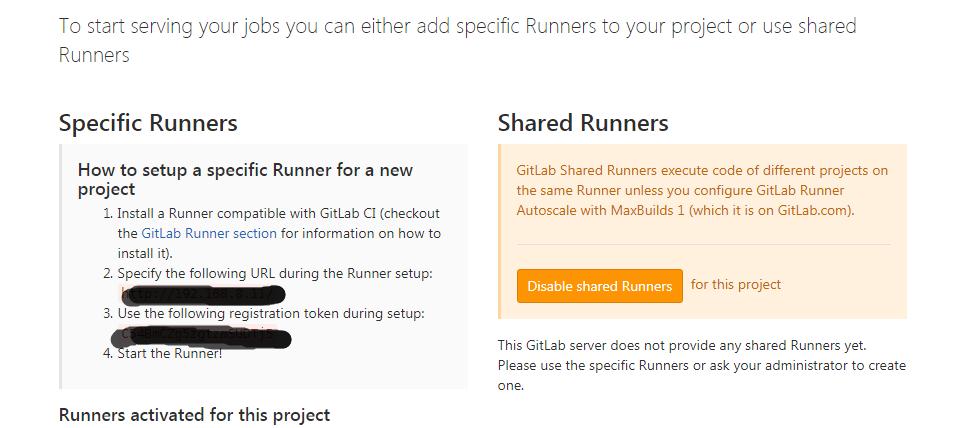 To start serving your jobs you can either add specific Runners to your project or use shared
Runners
Specific Runners
How to setup a specific Runner for a new
project
1. Install a Runner compatible with GitLab CI (checkout
the GitLab Runner section for information on how to
install it).
2. Specify the following URL during the Runner setup:
3. Use the following registration token during setup:
4. Start the Runner!
Runners activated for this project
Shared Runners
GitLab Shared Runners execute code of different projects on
the same Runner unless you configure GitLab Runner
Autoscale with MaxBuilds 1 (which it is on GitLab.com).
Disable shared Runners for this project
This GitLab server does not provide any shared Runners yet.
Please use the specific Runners or ask your administrator to create
one.